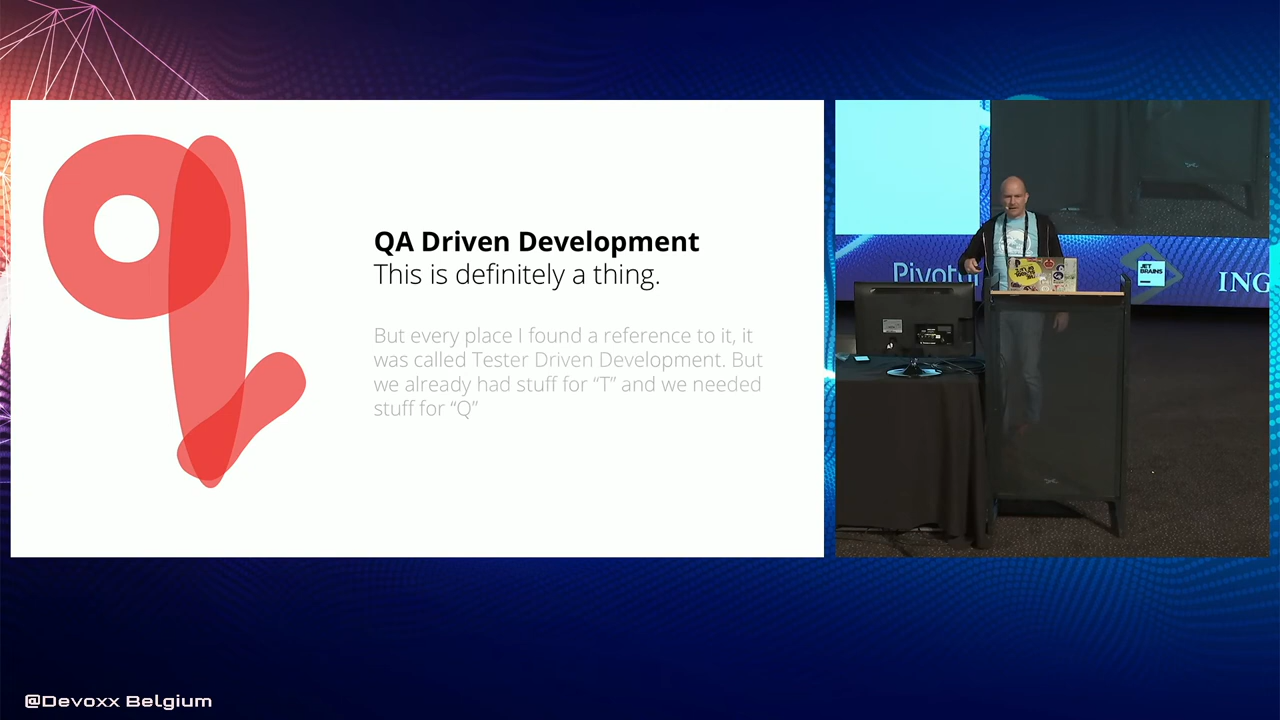 q
QA Driven Development
This is definitely a thing.
But every place I found a reference to it, it
was called Tester Driven Development. But
we already had stuff for “T” and we needed
stuff for “Q”
JET
BRAINS
ING
@Devoxx Belgium